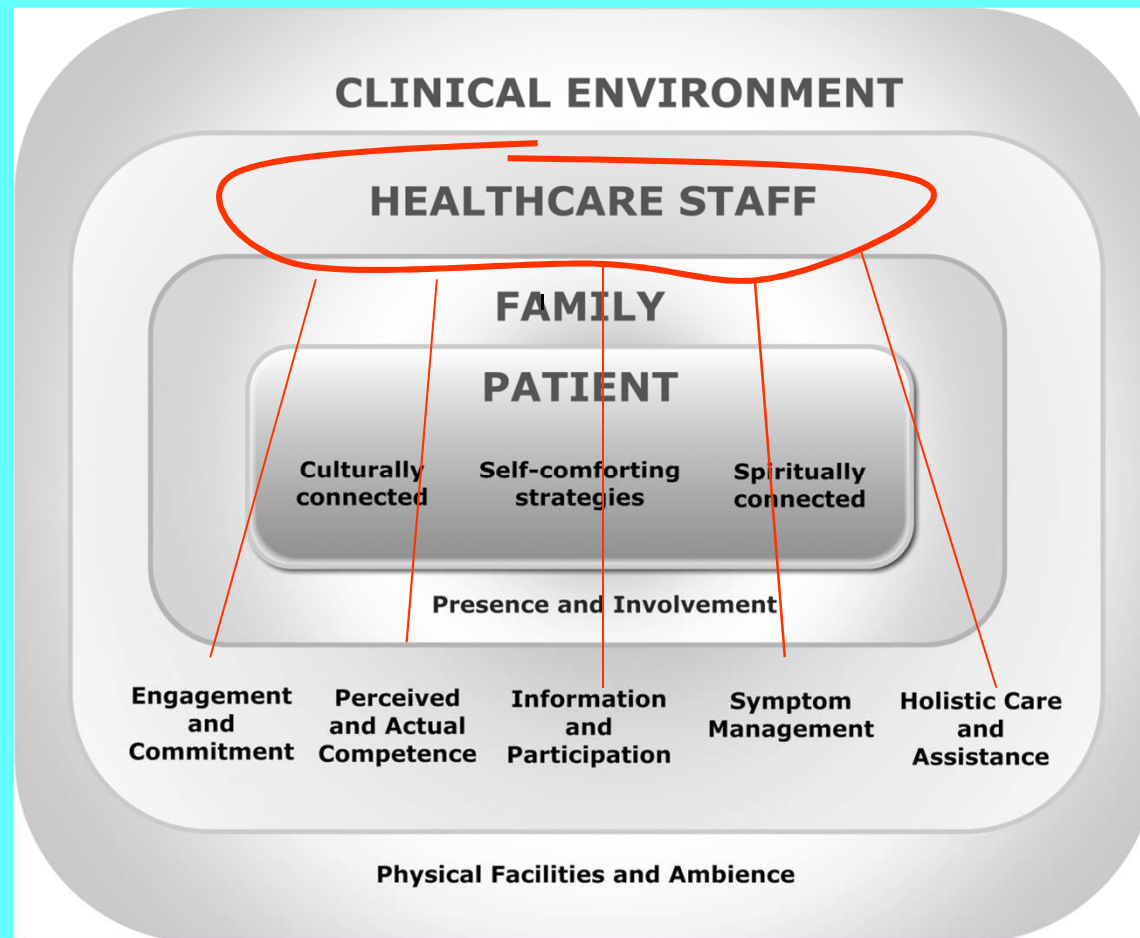 CLINICAL ENVIRONMENT
HEALTHCARE STAFF
FAMILY
PATIENT
Culturally
connected
Self-comforting
strategies
Spiritually
connected
Presence and Involvement
Engagement
and
Commitment
Perceived
and Actual
Competence
Information
and
Participation
Symptom
Management
Holistic Care
and
Assistance
Physical Facilities and Ambience